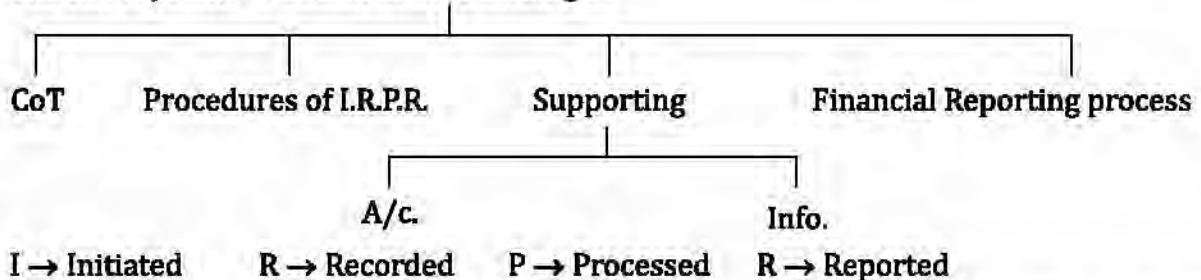 CoT Procedures of I.R.P.R. Supporting Financial Reporting process
A/c. Info.
I → Initiated R → Recorded P → Processed R → Reported